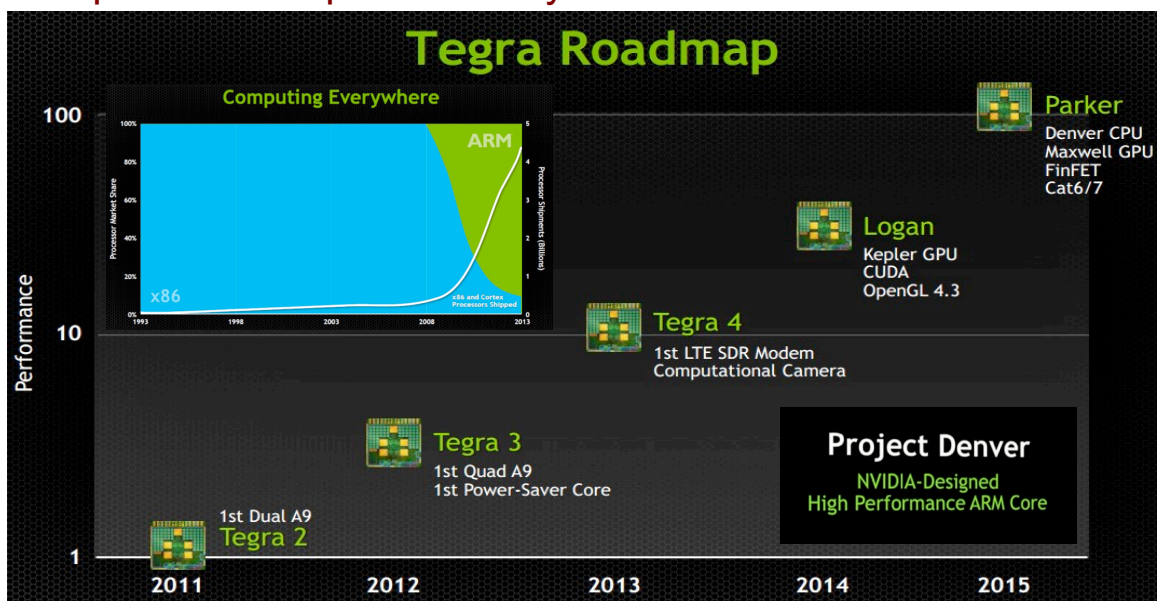 Tegra Roadmap
Computing Everywhere
100%
80%
60%
40%
20%
0%
Processor Market Share
5
4
3
2
1
0
Processor Shipments (Billions)
ARM
x86
x86 and Cortex
Processors Shipped
1993
1998
2003
2008
2013
Performance
100
10
1
Parker
Denver CPU
Maxwell GPU
FinFET
Cat6/7
Logan
Kepler GPU
CUDA
OpenGL 4.3
Tegra 4
1st LTE SDR Modem
Computational Camera
Tegra 3
1st Quad A9
1st Power-Saver Core
1st Dual A9
Tegra 2
Project Denver
NVIDIA-Designed
High Performance ARM Core
2011
2012
2013
2014
2015